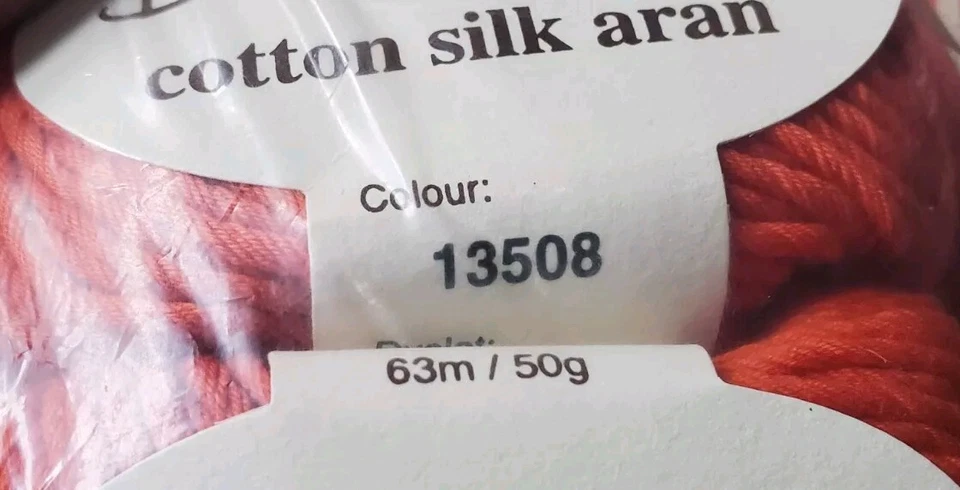 cotton silk aran
Colour:
13508
63m / 50g